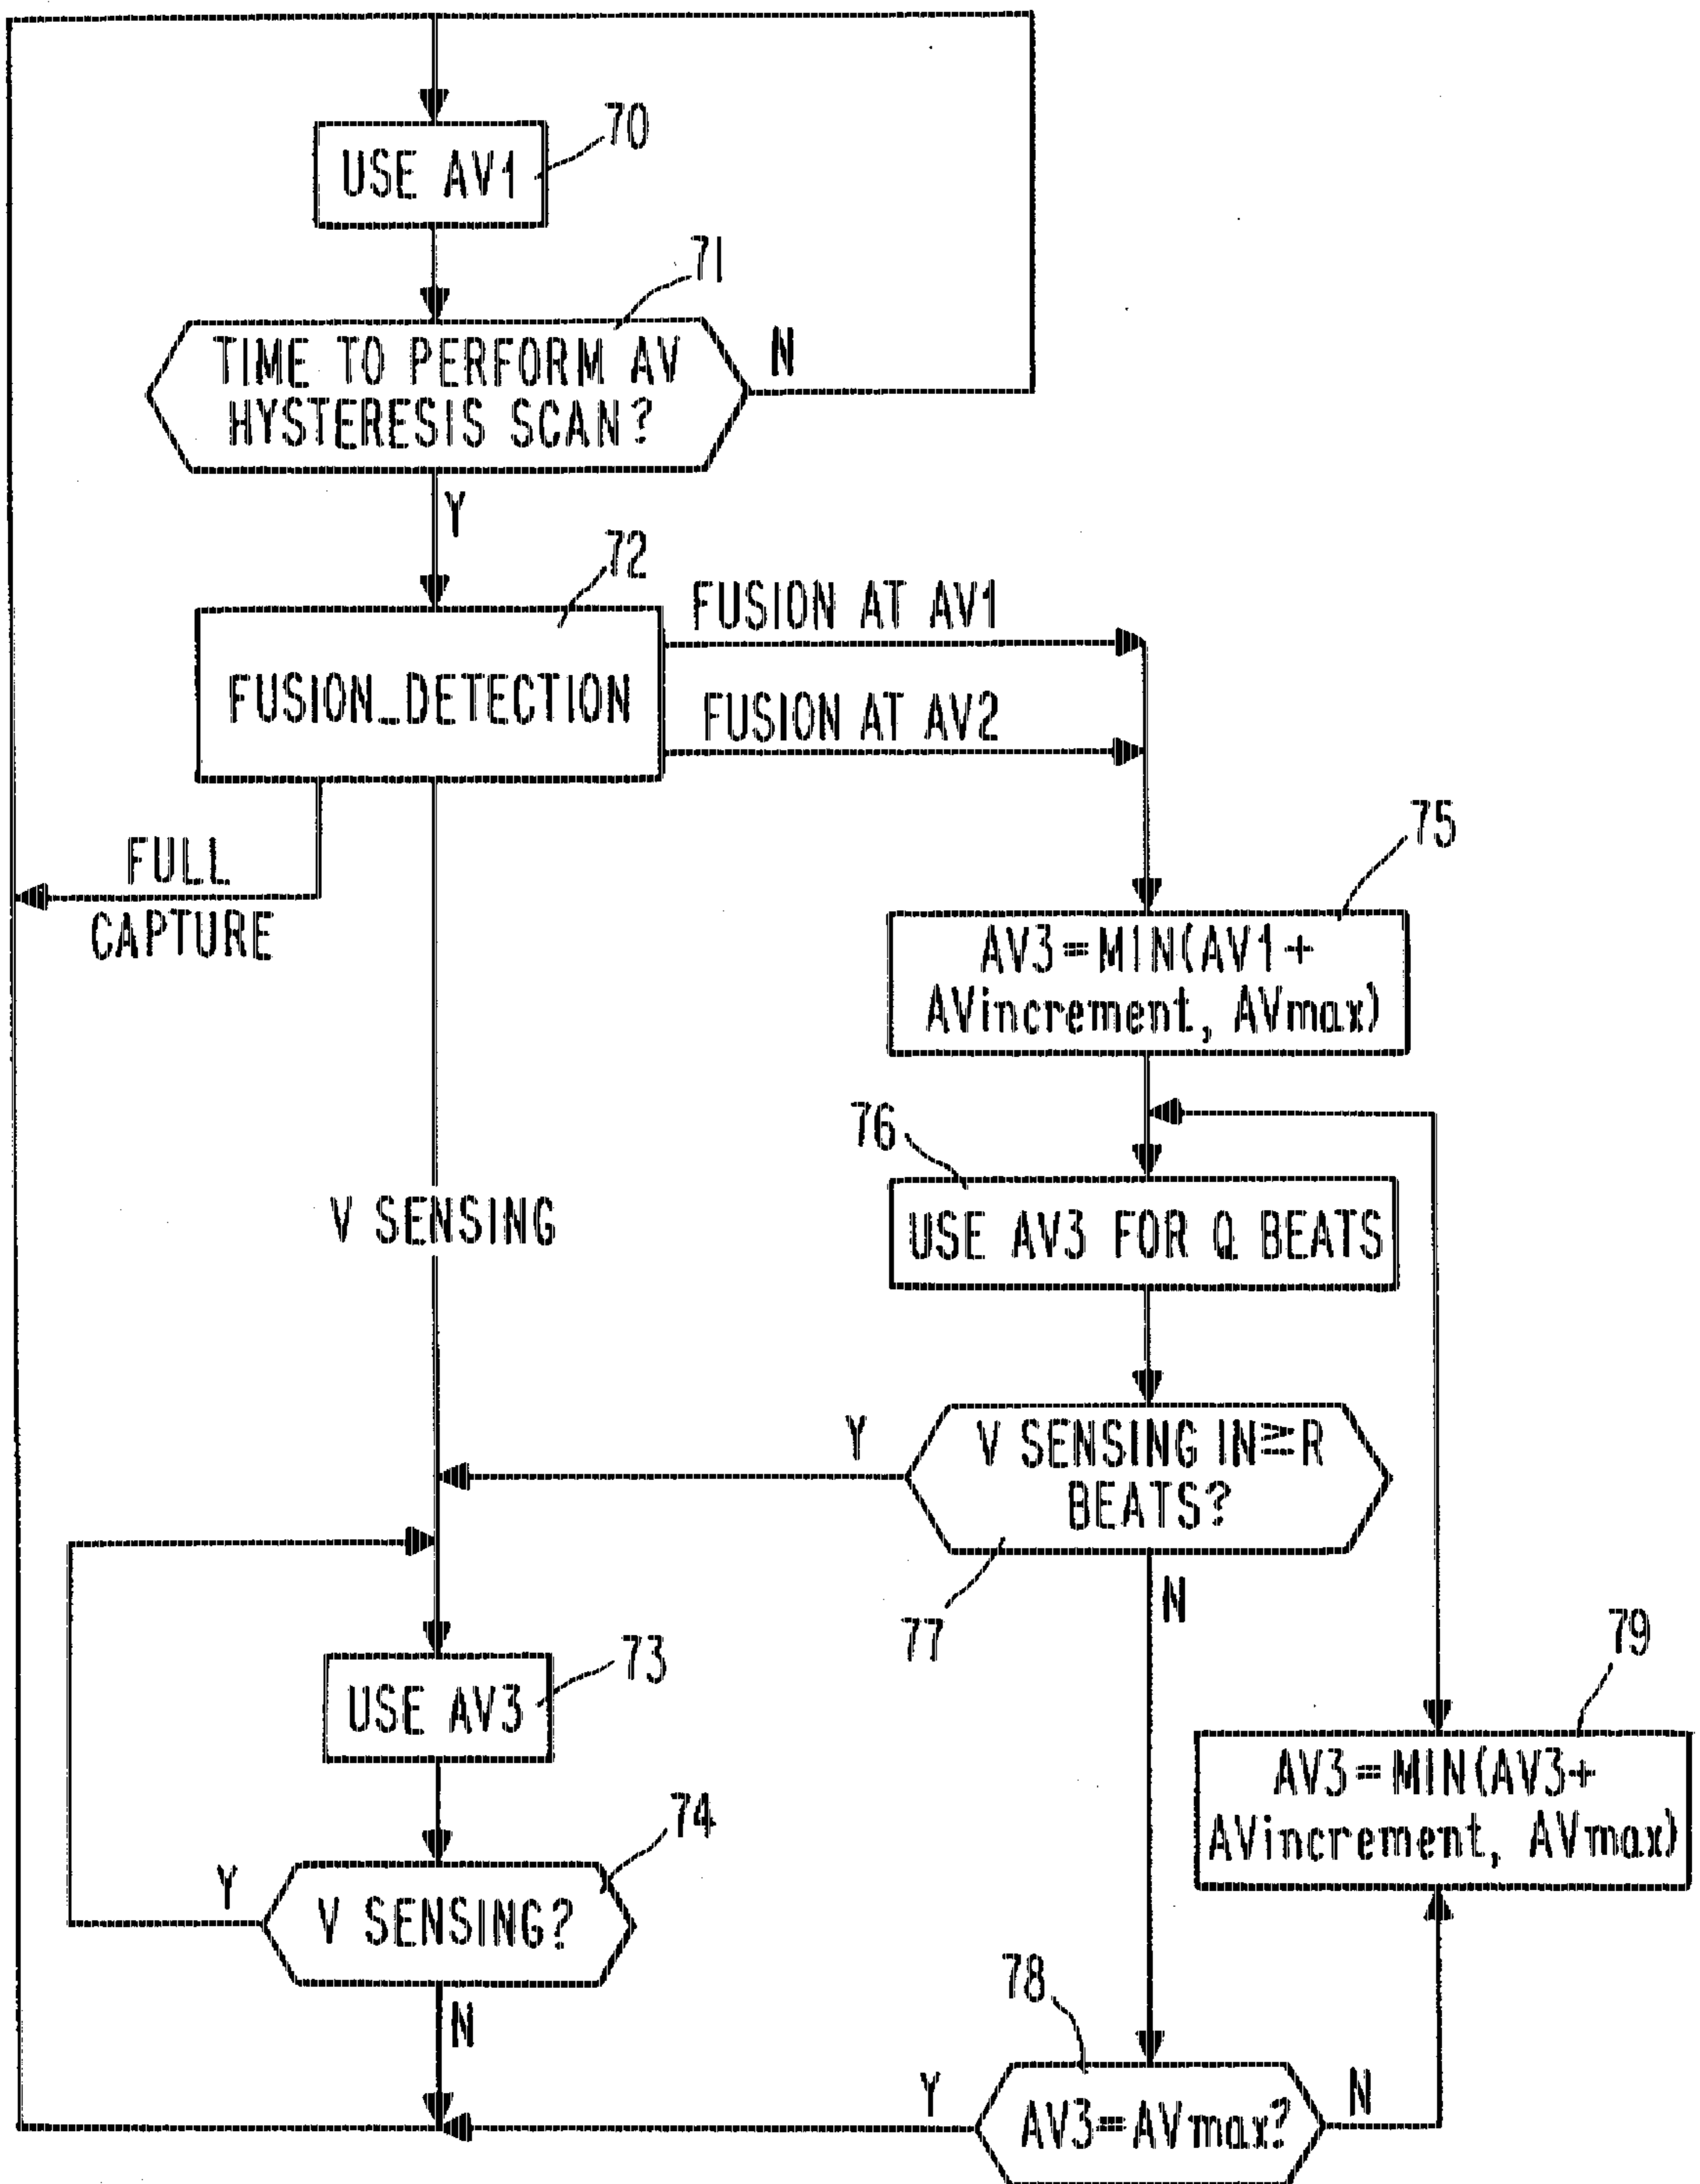 70
USE AV1
71
TIME TO PERFORM AV
HYSTERESIS SCAN?
N
Y
72
FUSION_DETECTION
FUSION AT AV1
FUSION AT AV2
FULL
CAPTURE
75
AV3=MIN(AV1+
AVincrement, AVmax)
76
USE AV3 FOR Q BEATS
V SENSING
Y
V SENSING IN≥R
BEATS?
77
N
73
USE AV3
79
AV3=MIN(AV3+
AVincrement, AVmax)
74
Y
V SENSING?
N
78
Y
AV3=AVmax?
N